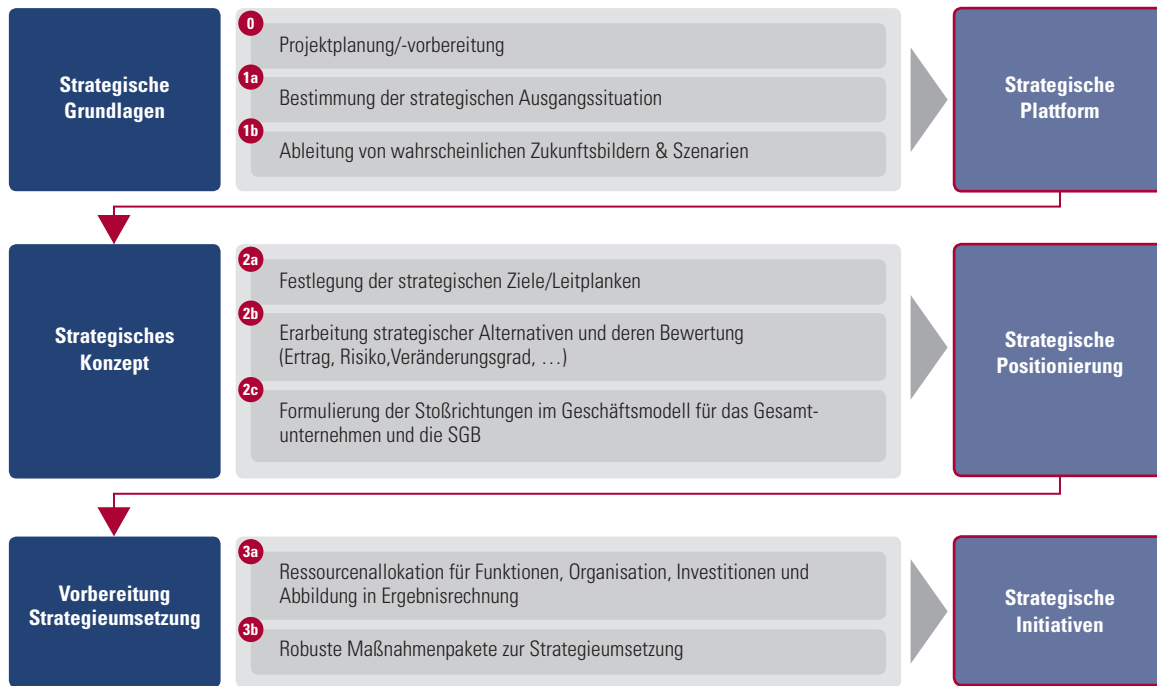 Strategische
Grundlagen
0
Projektplanung/-vorbereitung
1a
Bestimmung der strategischen Ausgangssituation
1b
Ableitung von wahrscheinlichen Zukunftsbildern & Szenarien
Strategische
Plattform
Strategisches
Konzept
2a
Festlegung der strategischen Ziele/Leitplanken
2b
Erarbeitung strategischer Alternativen und deren Bewertung
(Ertrag, Risiko,Veränderungsgrad, …)
2c
Formulierung der Stoßrichtungen im Geschäftsmodell für das Gesamt-
unternehmen und die SGB
Strategische
Positionierung
Vorbereitung
Strategieumsetzung
3a
Ressourcenallokation für Funktionen, Organisation, Investitionen und
Abbildung in Ergebnisrechnung
3b
Robuste Maßnahmenpakete zur Strategieumsetzung
Strategische
Initiativen